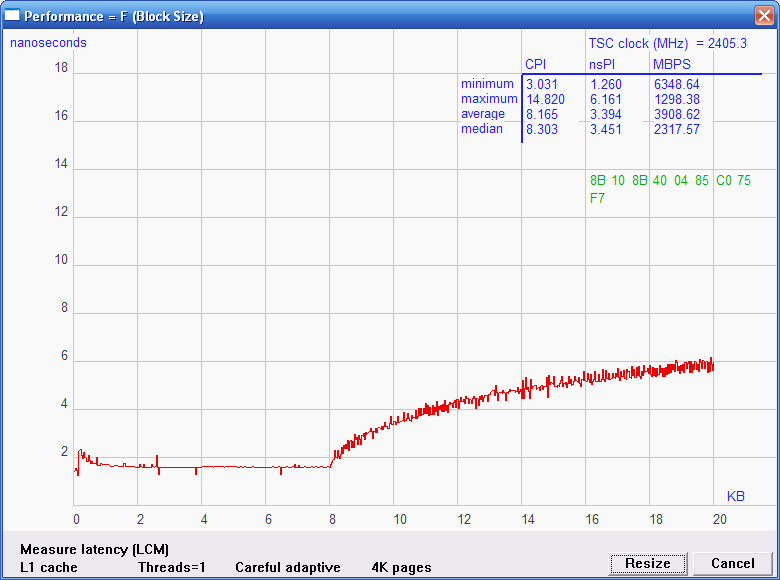 Performance = F (Block Size)
nanoseconds
TSC clock (MHz) = 2405.3
CPI nsPI MBPS
minimum 3.031 1.260 6348.64
maximum 14.820 6.161 1298.38
average 8.165 3.394 3908.62
median 8.303 3.451 2317.57
8B 10 8B 40 04 85 C0 75
F7
18
16
14
12
10
8
6
4
2
KB
0 2 4 6 8 10 12 14 16 18 20
Measure latency (LCM)
L1 cache Threads=1 Careful adaptive 4K pages
Resize Cancel